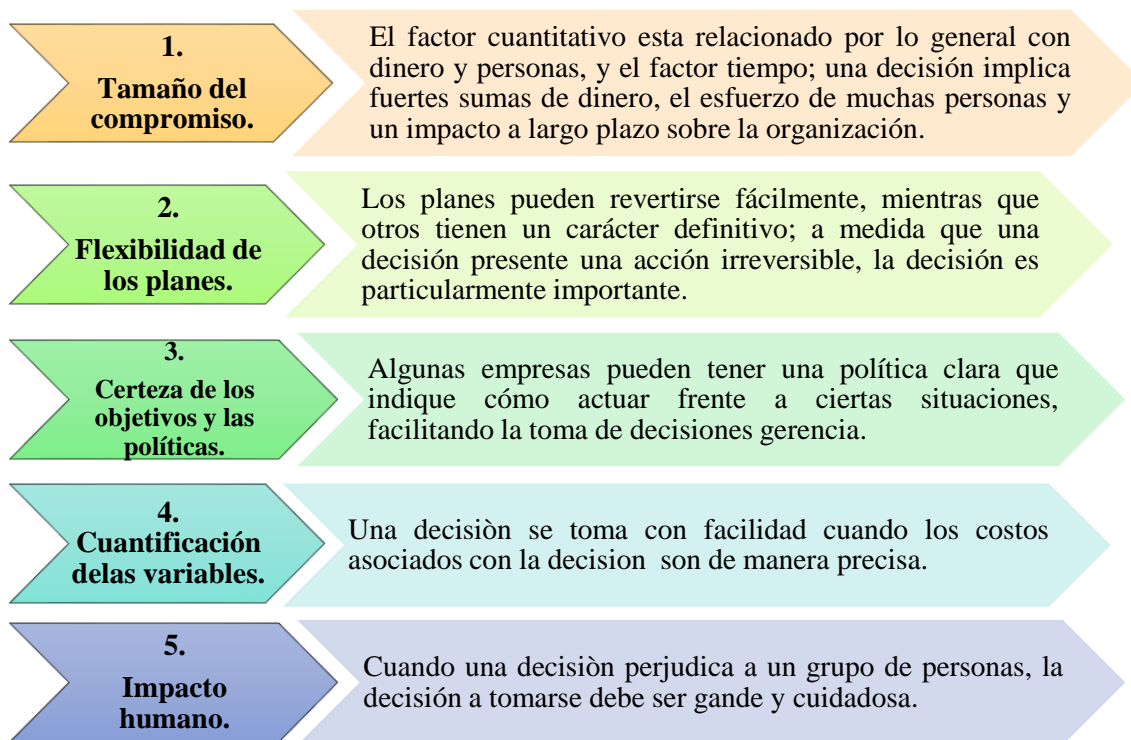 1.
Tamaño del
compromiso.
El factor cuantitativo esta relacionado por lo general con
dinero y personas, y el factor tiempo; una decisión implica
fuertes sumas de dinero, el esfuerzo de muchas personas y
un impacto a largo plazo sobre la organización.
2.
Flexibilidad de
los planes.
Los planes pueden revertirse fácilmente, mientras que
otros tienen un carácter definitivo; a medida que una
decisión presente una acción irreversible, la decisión es
particularmente importante.
3.
Certeza de los
objetivos y las
políticas.
Algunas empresas pueden tener una política clara que
indique cómo actuar frente a ciertas situaciones,
facilitando la toma de decisiones gerencia.
4.
Cuantificación
delas variables.
Una decisiòn se toma con facilidad cuando los costos
asociados con la decision son de manera precisa.
5.
Impacto
humano.
Cuando una decisiòn perjudica a un grupo de personas, la
decisión a tomarse debe ser gande y cuidadosa.